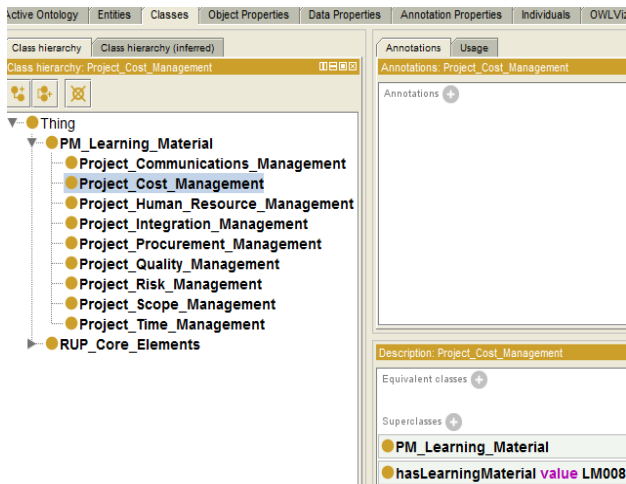 Active Ontology Entities Classes Object Properties Data Properties Annotation Properties Individuals OWLViz
Class hierarchy Class hierarchy (inferred)
Class hierarchy: Project_Cost_Management
Thing
PM_Learning_Material
Project_Communications_Management
Project_Cost_Management
Project_Human_Resource_Management
Project_Integration_Management
Project_Procurement_Management
Project_Quality_Management
Project_Risk_Management
Project_Scope_Management
Project_Time_Management
RUP_Core_Elements
Annotations Usage
Annotations: Project_Cost_Management
Annotations
Description: Project_Cost_Management
Equivalent classes
Superclasses
PM_Learning_Material
hasLearningMaterial value LM008